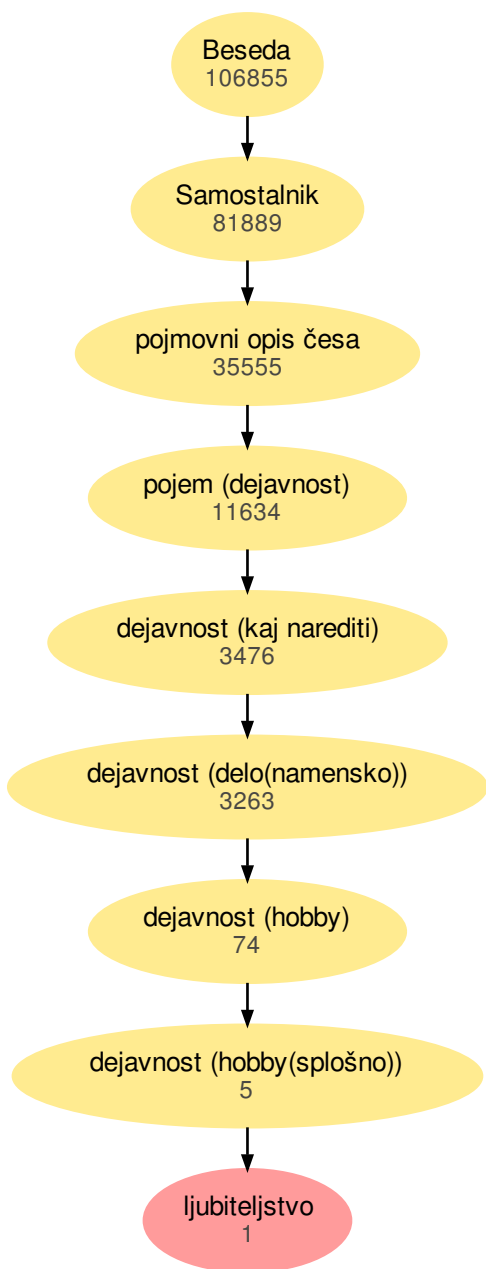 Beseda
106855
Samostalnik
81889
pojmovni opis česa
35555
pojem (dejavnost)
11634
dejavnost (kaj narediti)
3476
dejavnost (delo(namensko))
3263
dejavnost (hobby)
74
dejavnost (hobby(splošno))
5
ljubiteljstvo
1